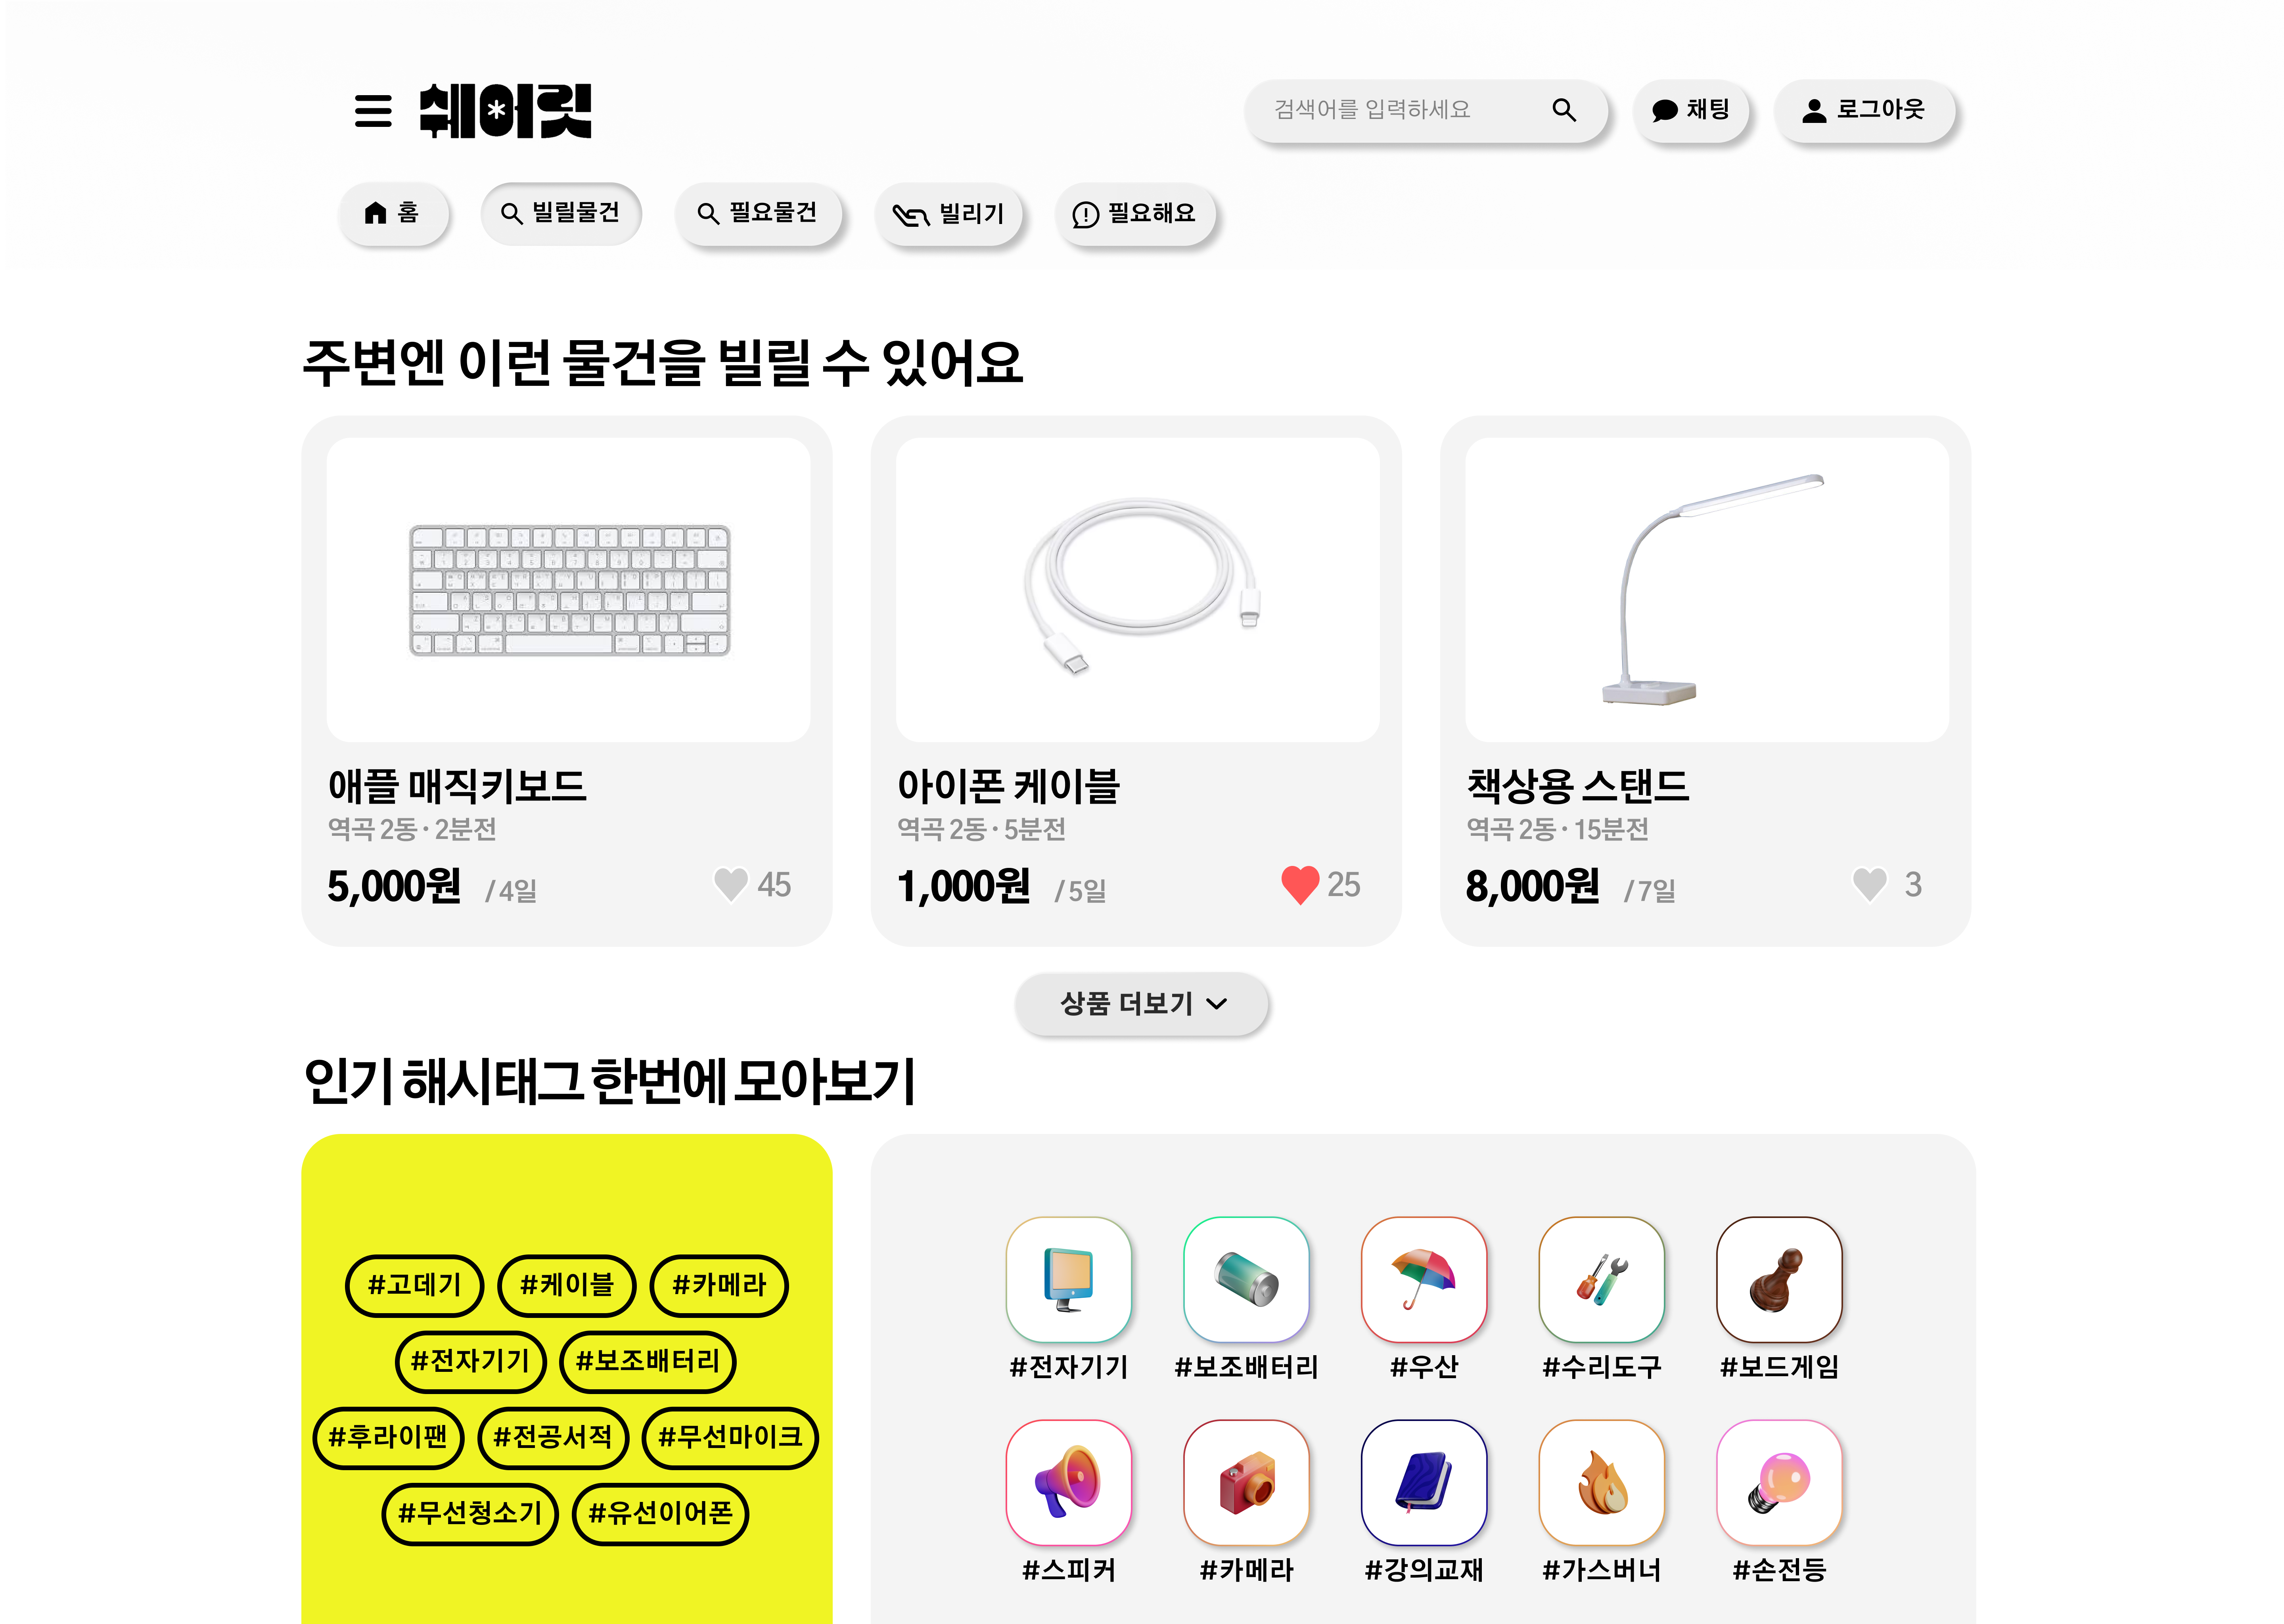 쉐어릿
검색어를 입력하세요
채팅
로그아웃
홈
빌릴물건
필요물건
빌리기
필요해요
주변엔 이런 물건을 빌릴 수 있어요
애플 매직키보드
역곡 2동 · 2분전
5,000원 / 4일
45
아이폰 케이블
역곡 2동 · 5분전
1,000원 / 5일
25
책상용 스탠드
역곡 2동 · 15분전
8,000원 / 7일
3
상품 더보기
인기 해시태그 한번에 모아보기
#고데기 #케이블 #카메라
#전자기기 #보조배터리
#후라이팬 #전공서적 #무선마이크
#무선청소기 #유선이어폰
#전자기기 #보조배터리 #우산 #수리도구 #보드게임
#스피커 #카메라 #강의교재 #가스버너 #손전등